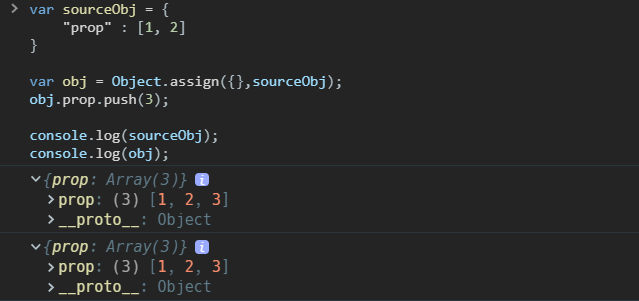 > var sourceObj = {
"prop" : [1, 2]
}
var obj = Object.assign({},sourceObj);
obj.prop.push(3);
console.log(sourceObj);
console.log(obj);
{prop: Array(3)} i
prop: (3) [1, 2, 3]
__proto__: Object
{prop: Array(3)} i
prop: (3) [1, 2, 3]
__proto__: Object